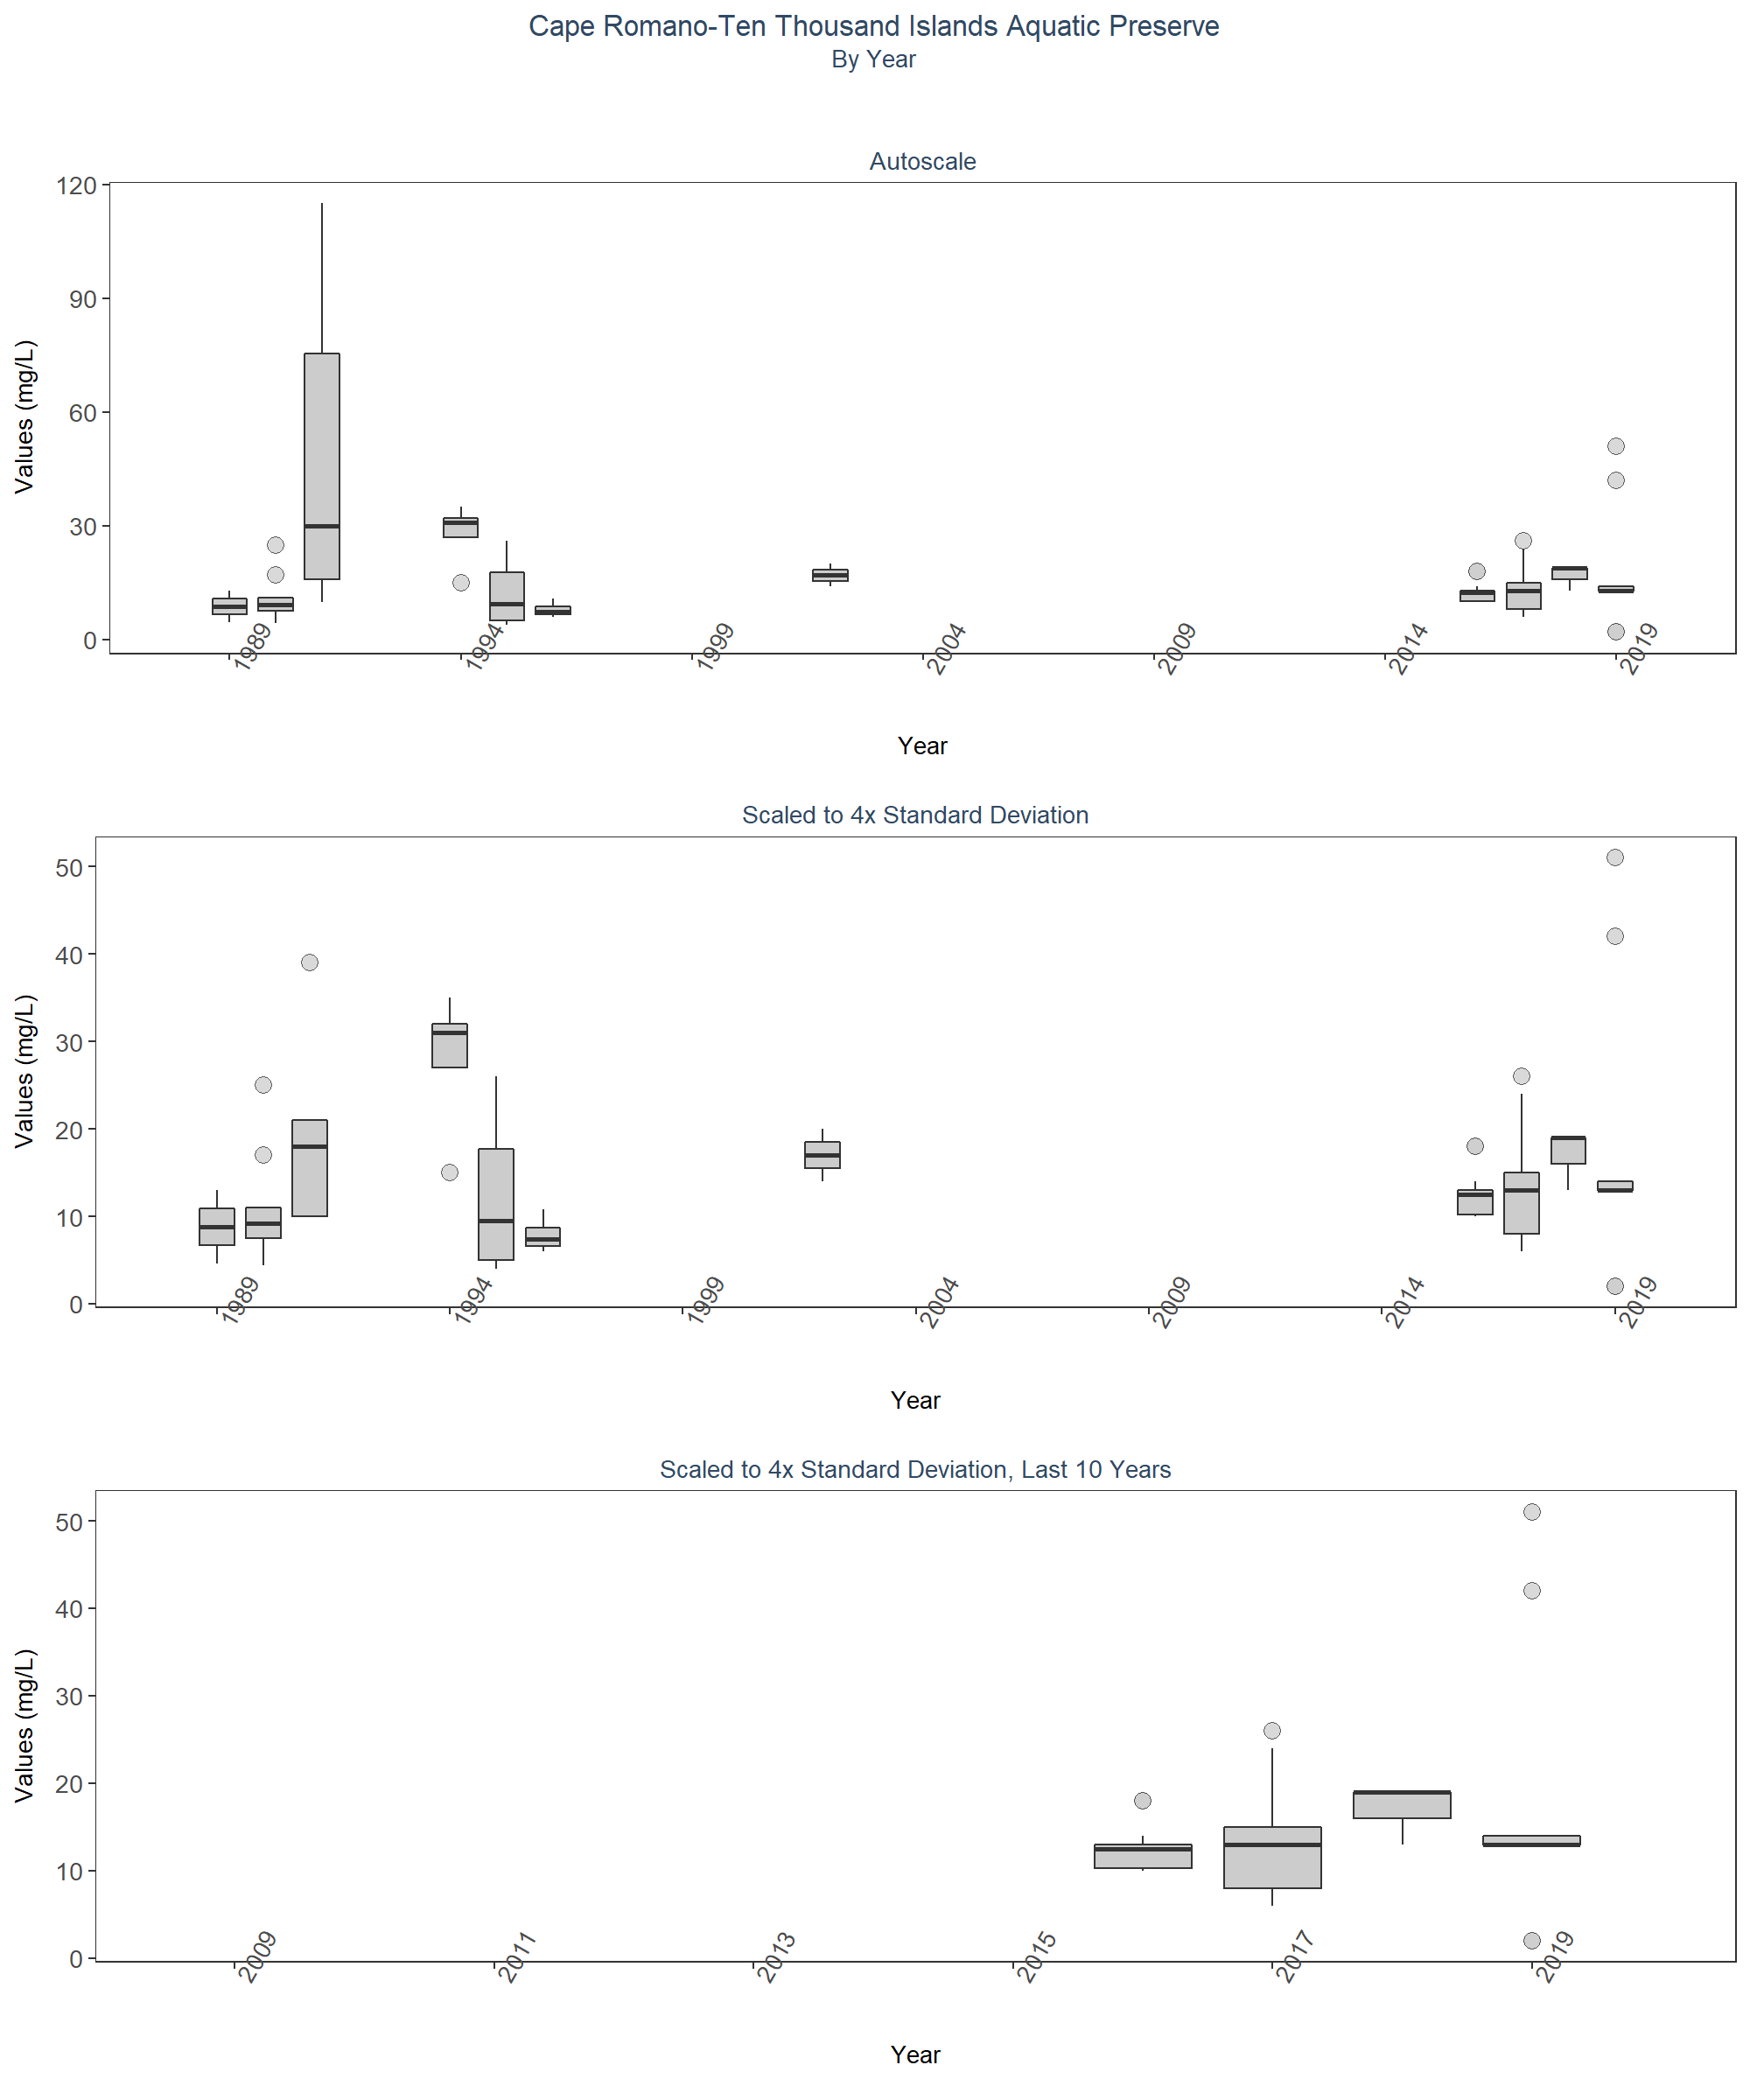 Cape Romano-Ten Thousand Islands Aquatic Preserve
By Year
Autoscale
120
90
60
30
0
Values (mg/L)
1989 1994 1999 2004 2009 2014 2019
Year
Scaled to 4x Standard Deviation
50
40
30
20
10
0
Values (mg/L)
1989 1994 1999 2004 2009 2014 2019
Year
Scaled to 4x Standard Deviation, Last 10 Years
50
40
30
20
10
0
Values (mg/L)
2009 2011 2013 2015 2017 2019
Year